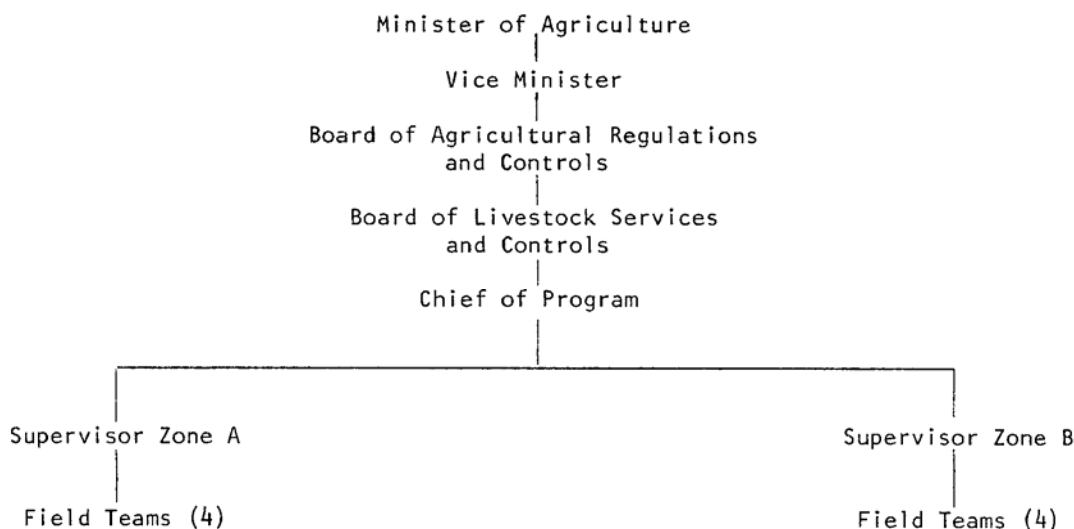 Minister of Agriculture
Vice Minister
Board of Agricultural Regulations
and Controls
Board of Livestock Services
and Controls
Chief of Program
Supervisor Zone A
Supervisor Zone B
Field Teams (4)
Field Teams (4)